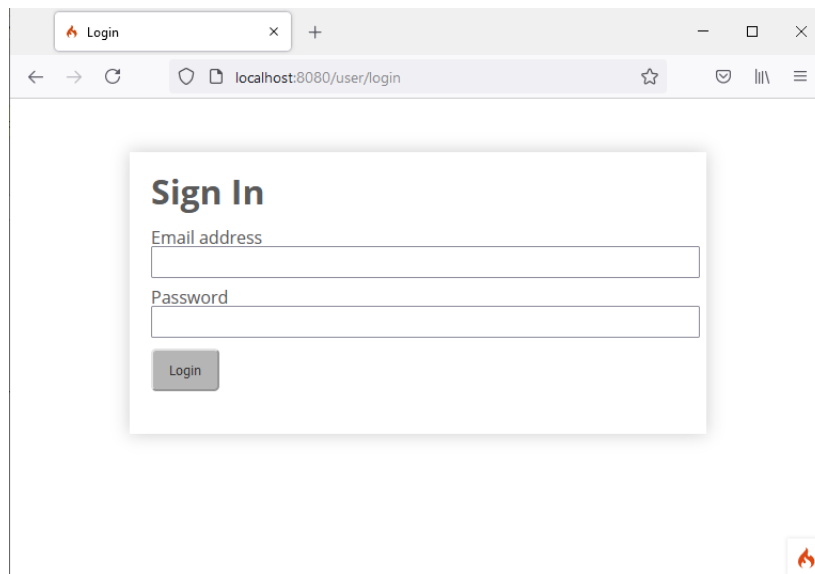 Login
localhost:8080/user/login
Sign In
Email address
Password
Login